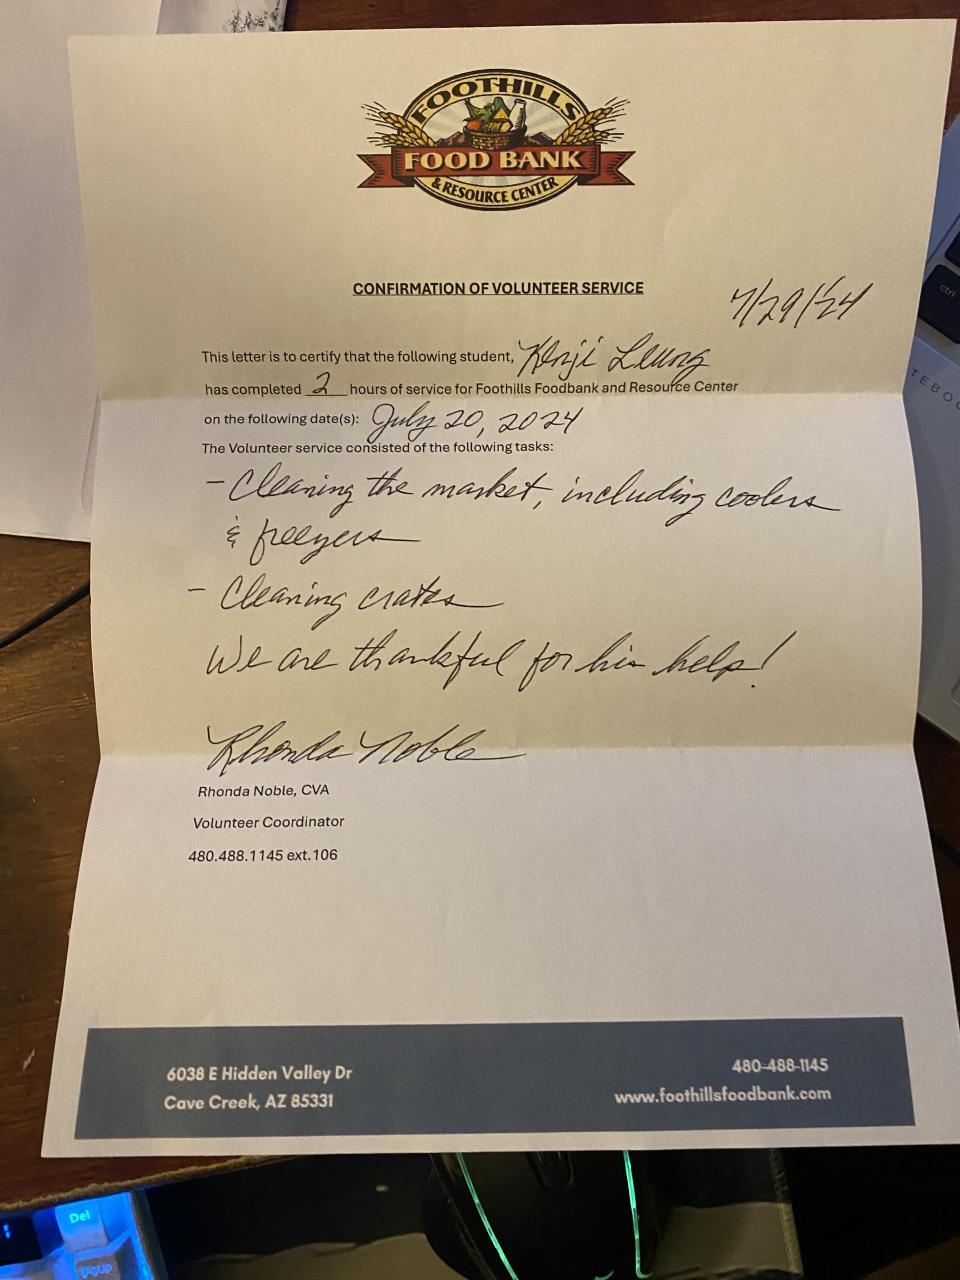 FOOTHILLS
FOOD BANK
& RESOURCE CENTER
CONFIRMATION OF VOLUNTEER SERVICE
7/29/24
This letter is to certify that the following student, Kenji Leung
has completed 2 hours of service for Foothills Foodbank and Resource Center
on the following date(s): July 20, 2024
The Volunteer service consisted of the following tasks:
- Cleaning the market, including coolers
& freezers
- Cleaning crates
We are thankful for his help!
Rhonda Noble
Rhonda Noble, CVA
Volunteer Coordinator
480.488.1145 ext.106
6038 E Hidden Valley Dr
Cave Creek, AZ 85331
480-488-1145
www.foothillsfoodbank.com
ctrl
Del
PgUp